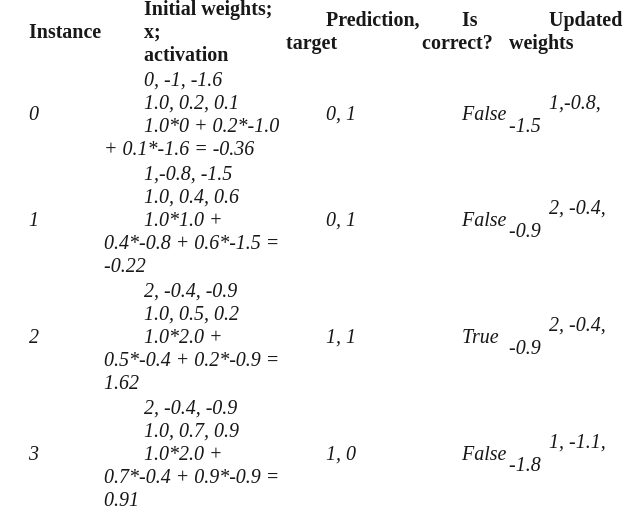 Instance
Initial weights;
x;
activation
Prediction,
target
Is
correct?
Updated
weights
0
0, -1, -1.6
1.0, 0.2, 0.1
1.0*0 + 0.2*-1.0
+ 0.1*-1.6 = -0.36
0, 1
False
1,-0.8,
-1.5
1
1,-0.8, -1.5
1.0, 0.4, 0.6
1.0*1.0 +
0.4*-0.8 + 0.6*-1.5 =
-0.22
0, 1
False
2, -0.4,
-0.9
2
2, -0.4, -0.9
1.0, 0.5, 0.2
1.0*2.0 +
0.5*-0.4 + 0.2*-0.9 =
1.62
1, 1
True
2, -0.4,
-0.9
3
2, -0.4, -0.9
1.0, 0.7, 0.9
1.0*2.0 +
0.7*-0.4 + 0.9*-0.9 =
0.91
1, 0
False
1, -1.1,
-1.8